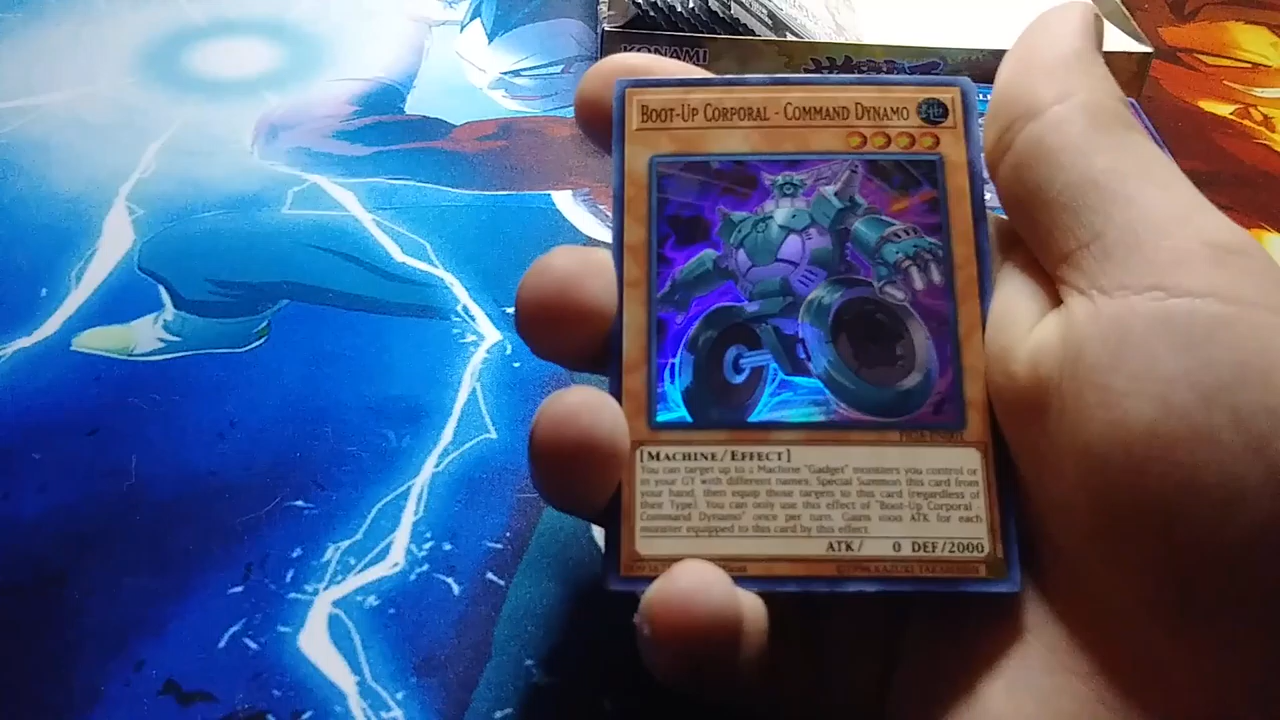 KONAMI
BOOT-UP CORPORAL - COMMAND DYNAMO
[MACHINE/EFFECT]
You can target up to 2 Machine "Gadget" monsters you control or
in your GY with different names; Special Summon this card from
your hand, then equip those targets to this card (regardless of
their Type). You can only use this effect of "Boot-Up Corporal -
Command Dynamo" once per turn. Gains 1000 ATK for each
monster equipped to this card by this effect.
ATK/ 0 DEF/2000
©1996 KAZUKI TAKAHASHI